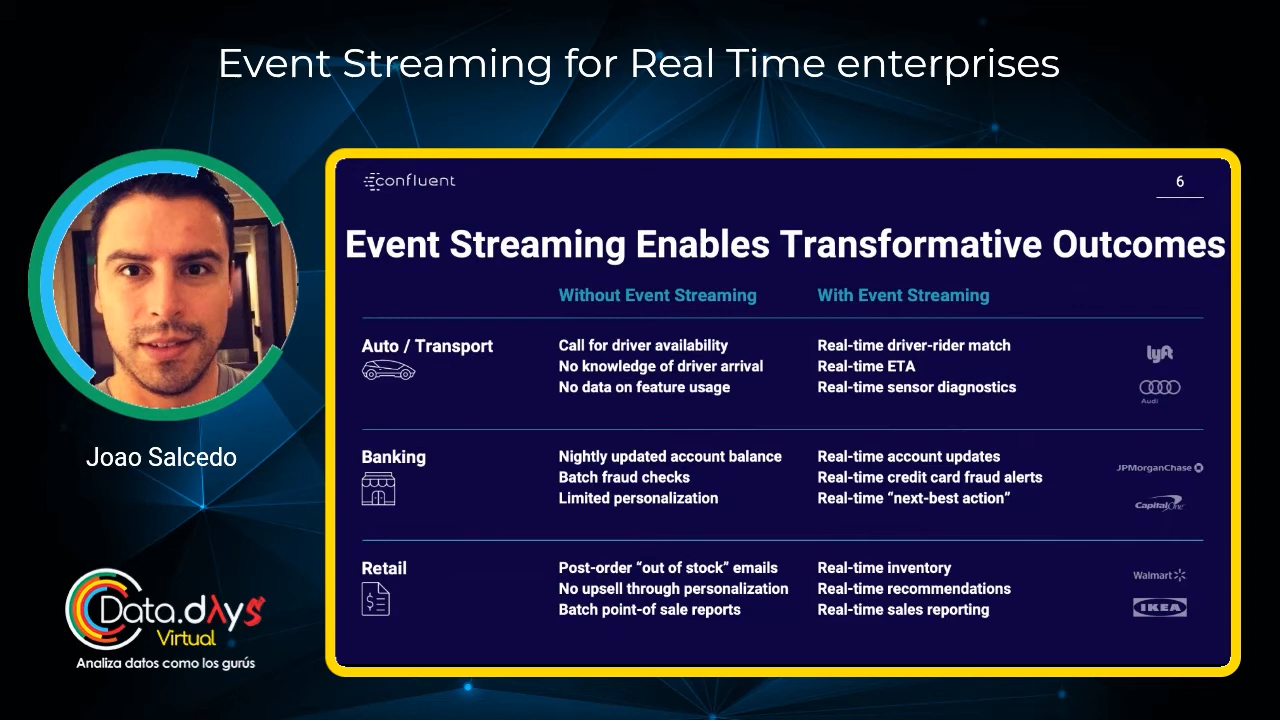 Event Streaming for Real Time enterprises
confluent
6
Event Streaming Enables Transformative Outcomes
Without Event Streaming
With Event Streaming
Auto / Transport
Call for driver availability
No knowledge of driver arrival
No data on feature usage
Real-time driver-rider match
Real-time ETA
Real-time sensor diagnostics
lyft
Audi
Banking
Nightly updated account balance
Batch fraud checks
Limited personalization
Real-time account updates
Real-time credit card fraud alerts
Real-time “next-best action”
JPMorganChase
CapitalOne
Retail
Post-order “out of stock” emails
No upsell through personalization
Batch point-of sale reports
Real-time inventory
Real-time recommendations
Real-time sales reporting
Walmart
IKEA
Joao Salcedo
Data.dAys
Virtual
Analiza datos como los gurús